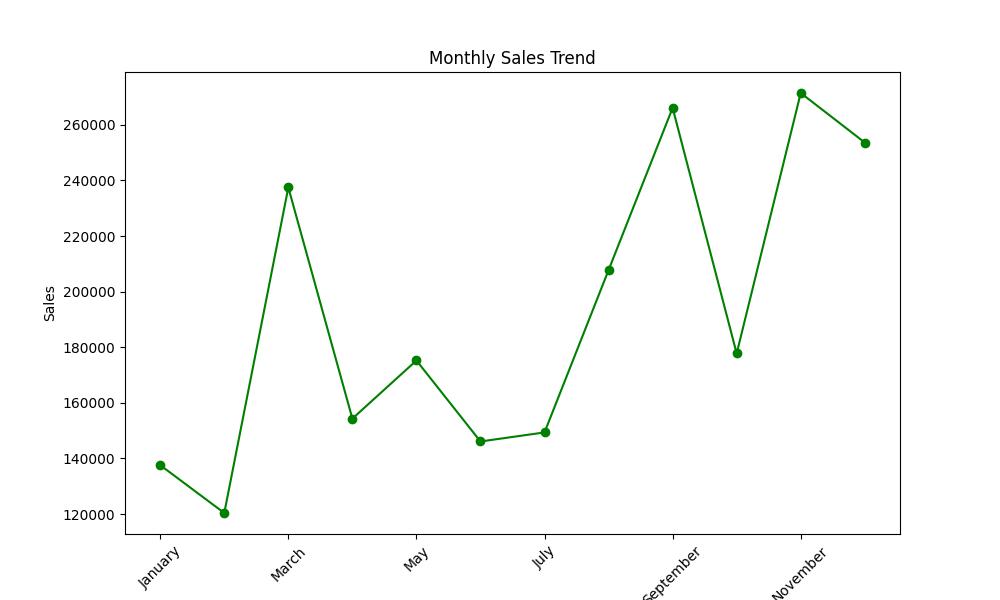 Monthly Sales Trend
260000
240000
220000
200000
180000
160000
140000
120000
Sales
January
March
May
July
September
November